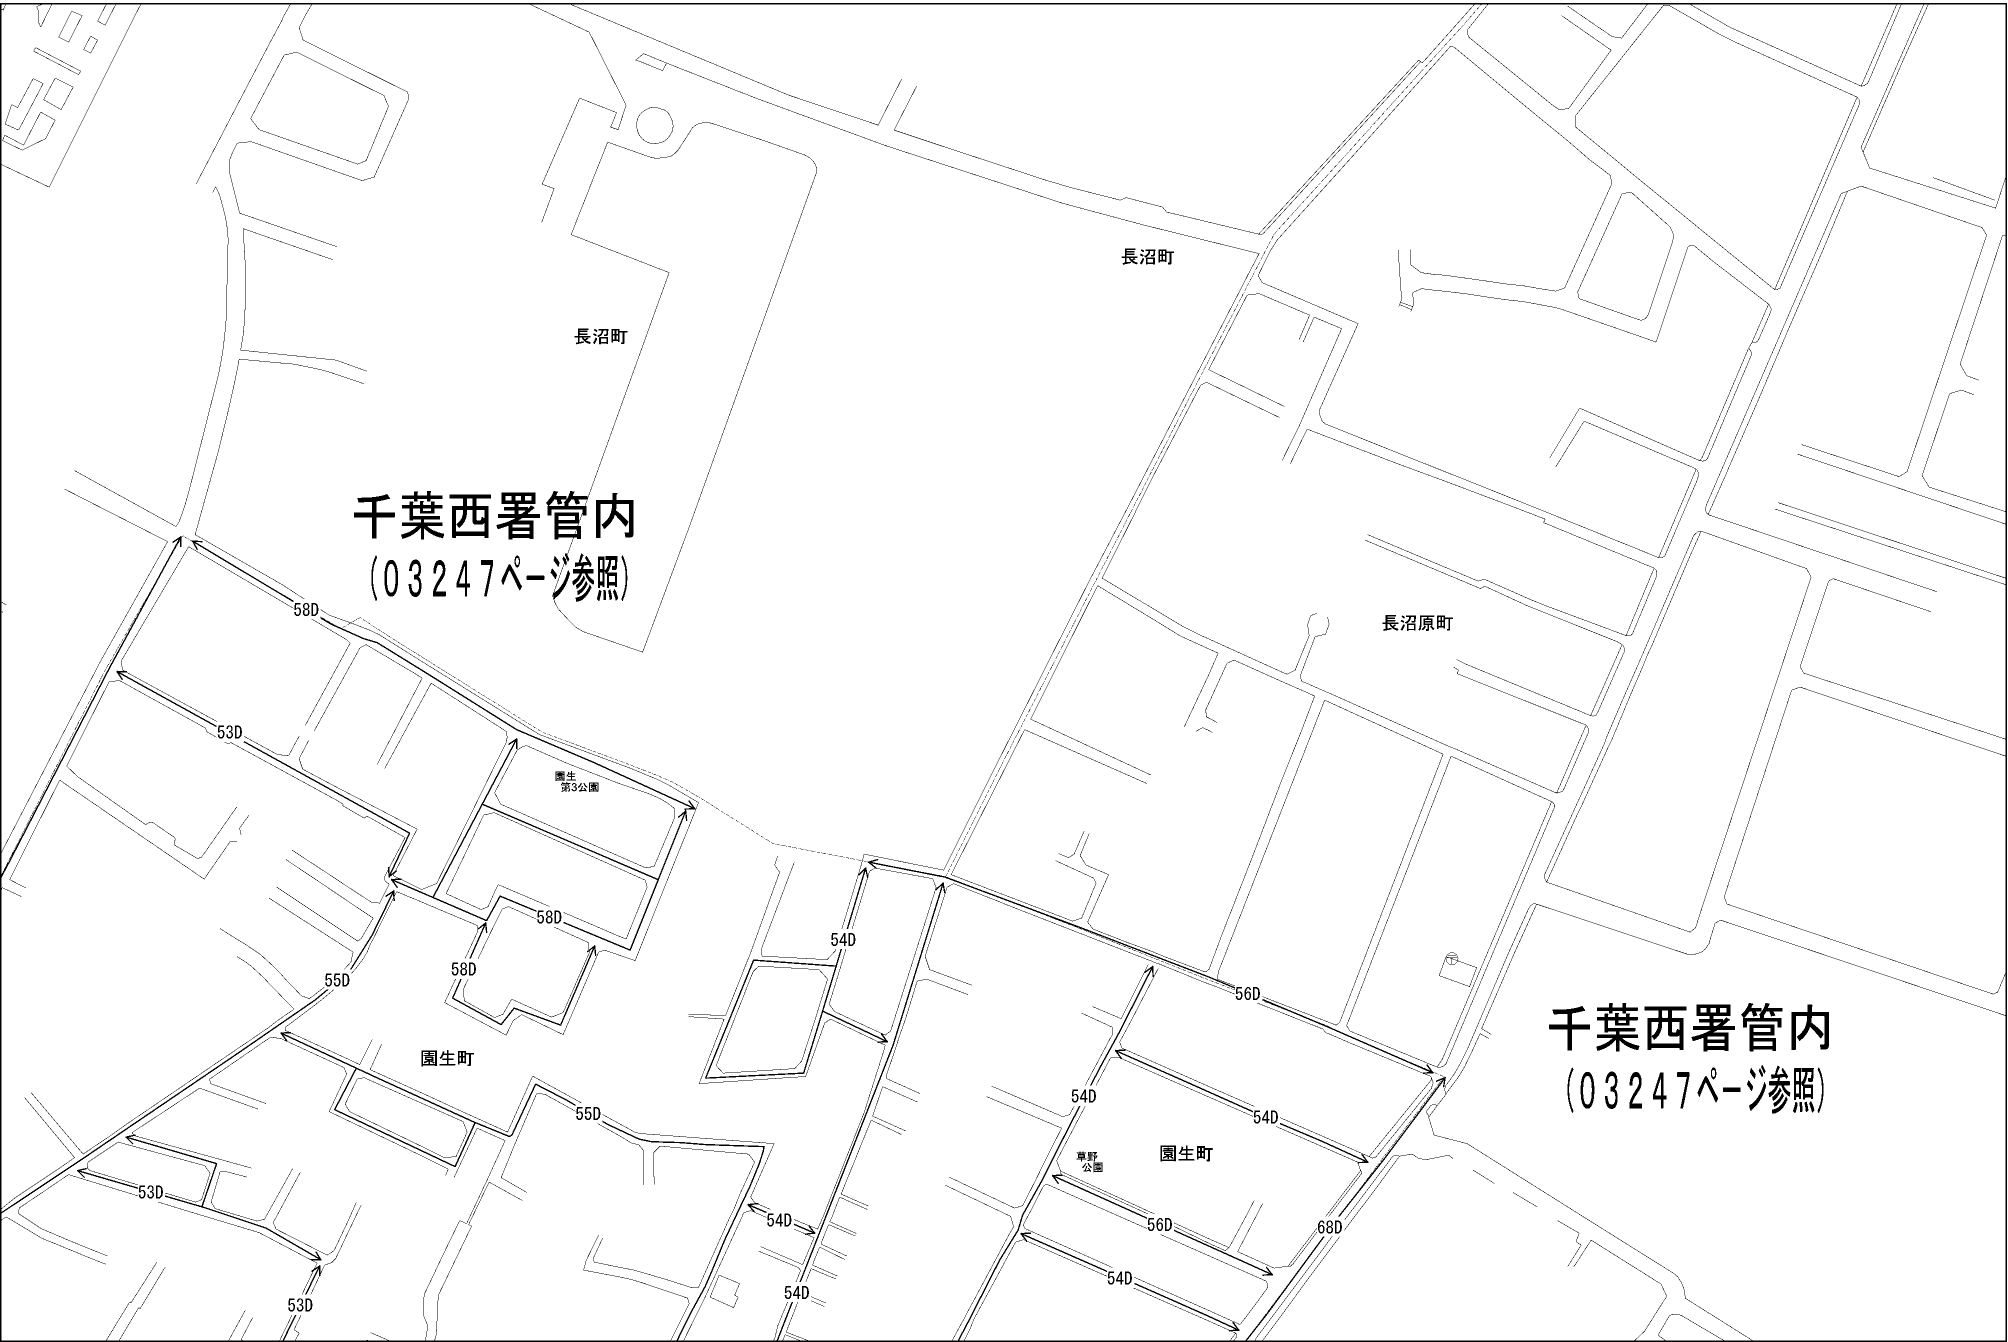 長沼町
長沼町
千葉西署管内
(03247ページ参照)
58D
長沼原町
53D
園生
第3公園
58D
54D
58D
55D
56D
千葉西署管内
(03247ページ参照)
園生町
54D
55D
54D
園生町
草野
公園
53D
54D
56D
68D
54D
54D
53D